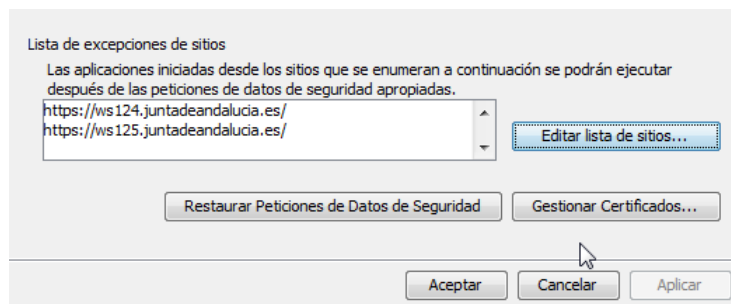 Lista de excepciones de sitios
Las aplicaciones iniciadas desde los sitios que se enumeran a continuación se podrán ejecutar
después de las peticiones de datos de seguridad apropiadas.
https://ws124.juntadeandalucia.es/
https://ws125.juntadeandalucia.es/
Editar lista de sitios...
Restaurar Peticiones de Datos de Seguridad
Gestionar Certificados...
Aceptar
Cancelar
Aplicar